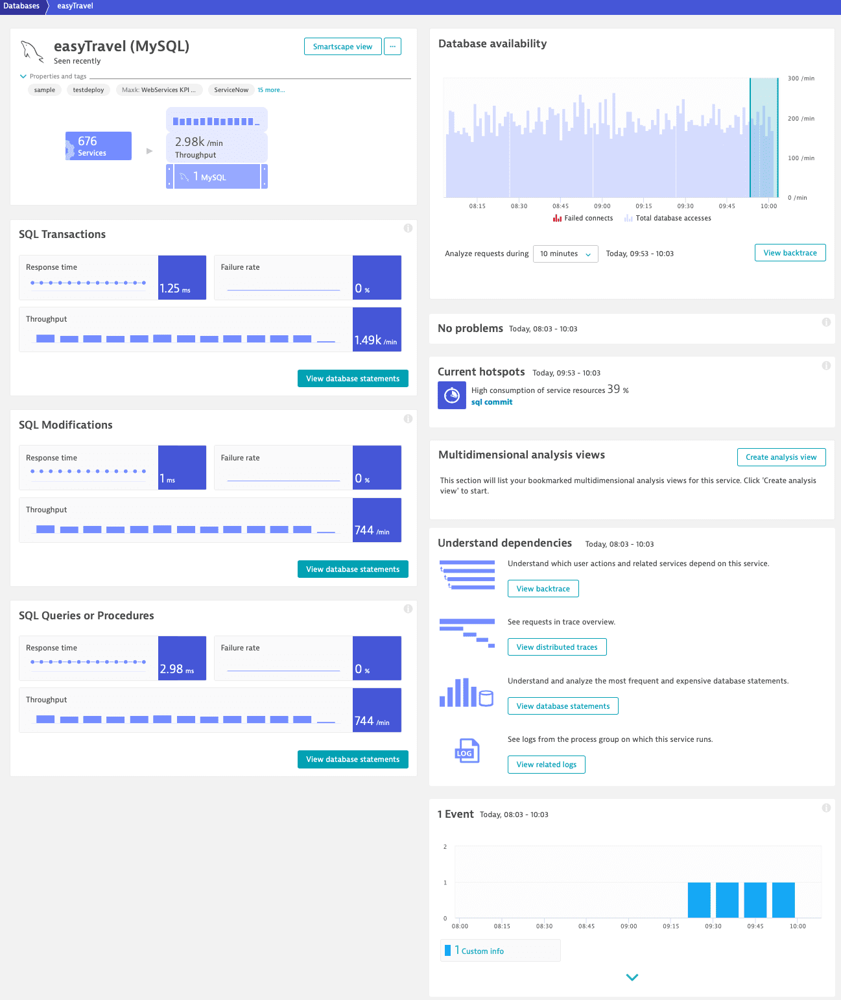 Databases
easyTravel
easyTravel (MySQL)
Seen recently
Smartscape view
...
Properties and tags
sample
testdeploy
Maxk: WebServices KPI ...
ServiceNow
15 more...
676
Services
2.98k /min
Throughput
1 MySQL
SQL Transactions
Response time
1.25 ms
Failure rate
0 %
Throughput
1.49k /min
View database statements
SQL Modifications
Response time
1 ms
Failure rate
0 %
Throughput
744 /min
View database statements
SQL Queries or Procedures
Response time
2.98 ms
Failure rate
0 %
Throughput
744 /min
View database statements
Database availability
300 /min
200 /min
100 /min
0 /min
08:15 08:30 08:45 09:00 09:15 09:30 09:45 10:00
Failed connects
Total database accesses
Analyze requests during
10 minutes
Today, 09:53 - 10:03
View backtrace
No problems Today, 08:03 - 10:03
Current hotspots Today, 09:53 - 10:03
High consumption of service resources 39 %
sql commit
Multidimensional analysis views
Create analysis view
This section will list your bookmarked multidimensional analysis views for this service. Click 'Create analysis
view' to start.
Understand dependencies Today, 08:03 - 10:03
Understand which user actions and related services depend on this service.
View backtrace
See requests in trace overview.
View distributed traces
Understand and analyze the most frequent and expensive database statements.
View database statements
LOG
See logs from the process group on which this service runs.
View related logs
1 Event Today, 08:03 - 10:03
2
1
0
08:00 08:15 08:30 08:45 09:00 09:15 09:30 09:45 10:00
1 Custom info